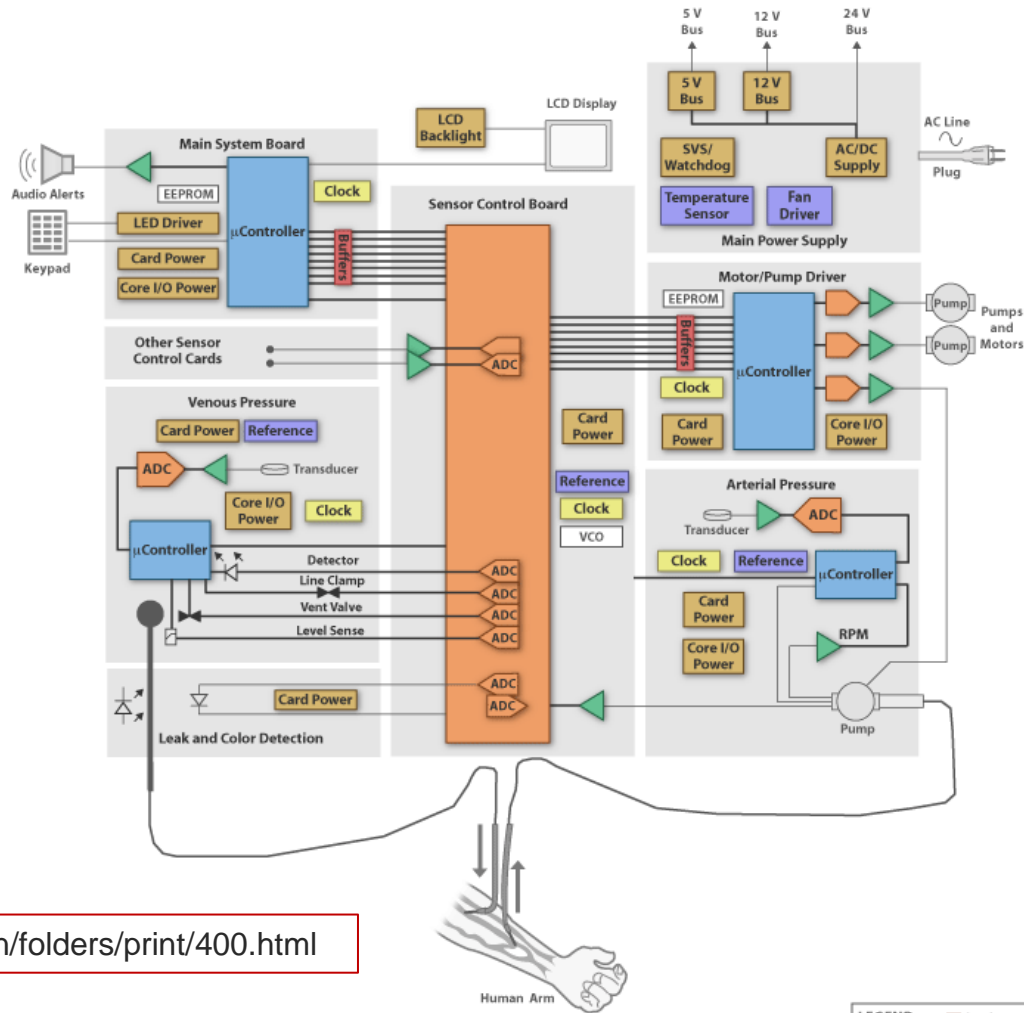 5 V
Bus
12 V
Bus
24 V
Bus
5 V
Bus
12 V
Bus
SVS/
Watchdog
AC/DC
Supply
Temperature
Sensor
Fan
Driver
Main Power Supply
AC Line
Plug
LCD
Backlight
LCD Display
Main System Board
Audio Alerts
EEPROM
Clock
LED Driver
Keypad
Card Power
Core I/O Power
μController
Buffers
Sensor Control Board
Motor/Pump Driver
EEPROM
Buffers
Clock
Card
Power
μController
Core I/O
Power
Pump
Pump
Pumps
and
Motors
Other Sensor
Control Cards
ADC
Venous Pressure
Card Power
Reference
ADC
Transducer
Core I/O
Power
Clock
μController
Detector
ADC
Line Clamp
ADC
Vent Valve
ADC
Level Sense
ADC
Card
Power
Reference
Clock
VCO
Arterial Pressure
Transducer
ADC
Clock
Reference
μController
Card
Power
Core I/O
Power
RPM
Pump
ADC
ADC
Card Power
Leak and Color Detection
/folders/print/400.html
Human Arm
LEGEND